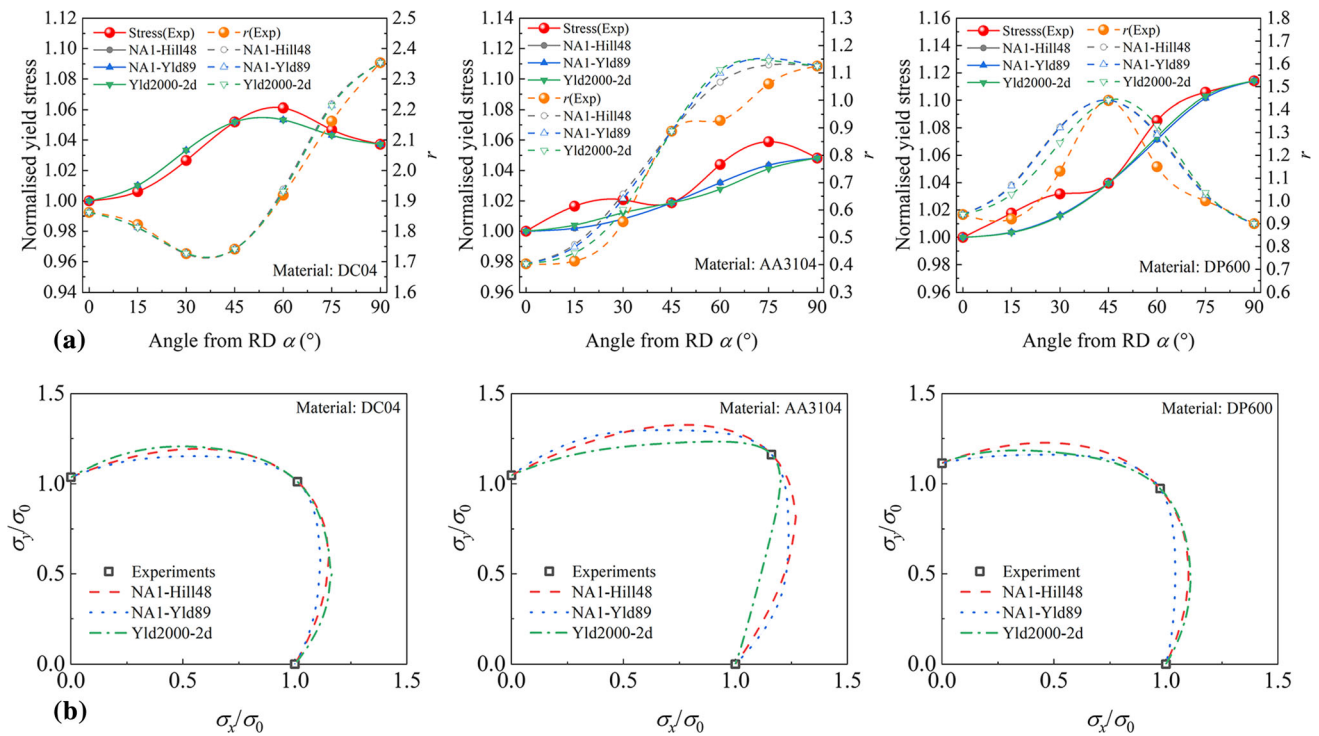 1.12
1.10
1.08
1.06
1.04
1.02
1.00
0.98
0.96
0.94
Normalised yield stress
Stress(Exp) r(Exp)
NA1-Hill48 NA1-Hill48
NA1-Yld89 NA1-Yld89
Yld2000-2d Yld2000-2d
Material: DC04
2.5
2.4
2.3
2.2
2.1
2.0
1.9
1.8
1.7
1.6
r
0 15 30 45 60 75 90
Angle from RD α (°)
(a)
1.14
1.12
1.10
1.08
1.06
1.04
1.02
1.00
0.98
0.96
Normalised yield stress
Stress(Exp)
NA1-Hill48
NA1-Yld89
Yld2000-2d
r(Exp)
NA1-Hill48
NA1-Yld89
Yld2000-2d
Material: AA3104
1.3
1.2
1.1
1.0
0.9
0.8
0.7
0.6
0.5
0.4
0.3
r
0 15 30 45 60 75 90
Angle from RD α (°)
1.16
1.14
1.12
1.10
1.08
1.06
1.04
1.02
1.00
0.98
0.96
Normalised yield stress
Stresss(Exp) r(Exp)
NA1-Hill48 NA1-Hill48
NA1-Yld89 NA1-Yld89
Yld2000-2d Yld2000-2d
Material: DP600
1.8
1.7
1.6
1.5
1.4
1.3
1.2
1.1
1.0
0.9
0.8
0.7
0.6
r
0 15 30 45 60 75 90
Angle from RD α (°)
1.5
1.0
0.5
0.0
σy/σ0
Material: DC04
Experiments
NA1-Hill48
NA1-Yld89
Yld2000-2d
0.0 0.5 1.0 1.5
σx/σ0
(b)
1.5
1.0
0.5
0.0
σy/σ0
Material: AA3104
Experiments
NA1-Hill48
NA1-Yld89
Yld2000-2d
0.0 0.5 1.0 1.5
σx/σ0
1.5
1.0
0.5
0.0
σy/σ0
Material: DP600
Experiment
NA1-Hill48
NA1-Yld89
Yld2000-2d
0.0 0.5 1.0 1.5
σx/σ0